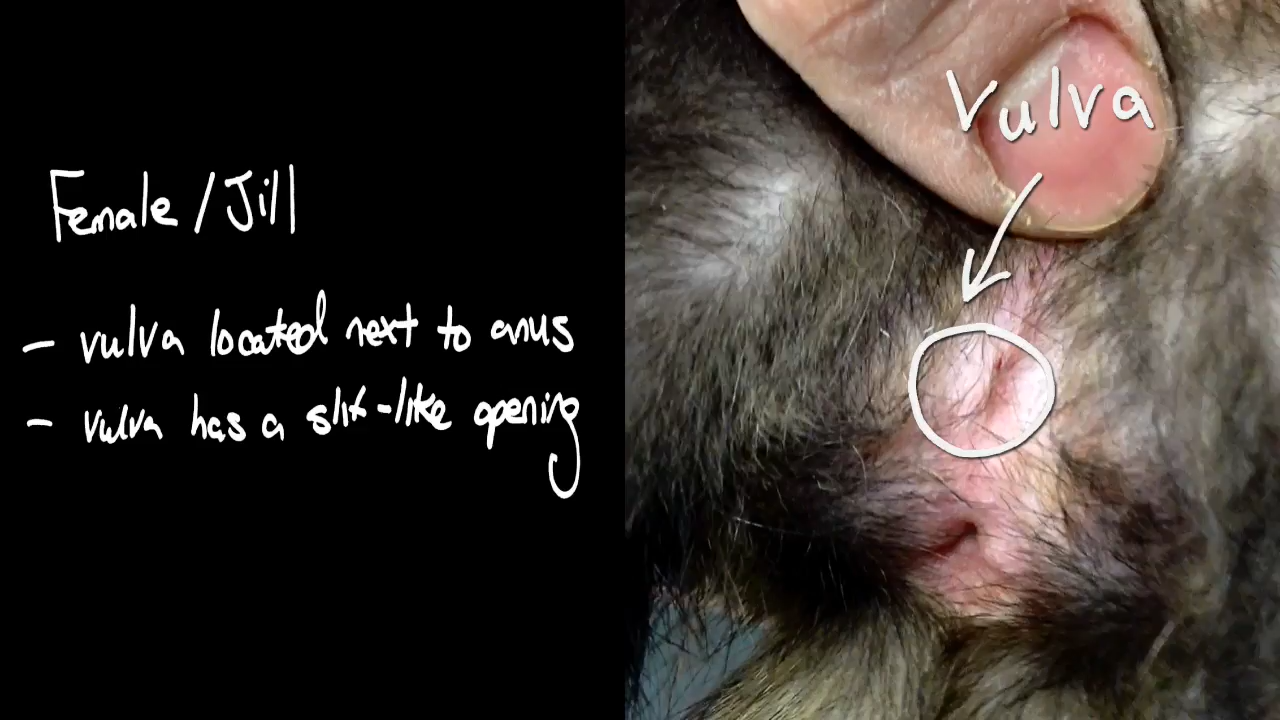 Female / Jill
- vulva located next to anus
- vulva has a slit-like opening
Vulva